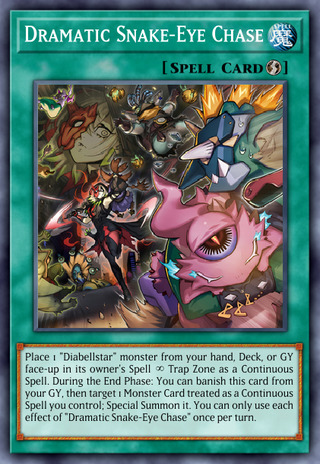 DRAMATIC SNAKE-EYE CHASE
魔
[SPELL CARD]
Place 1 "Diabellstar" monster from your hand, Deck, or GY
face-up in its owner's Spell ∞ Trap Zone as a Continuous
Spell. During the End Phase: You can banish this card from
your GY, then target 1 Monster Card treated as a Continuous
Spell you control; Special Summon it. You can only use each
effect of "Dramatic Snake-Eye Chase" once per turn.